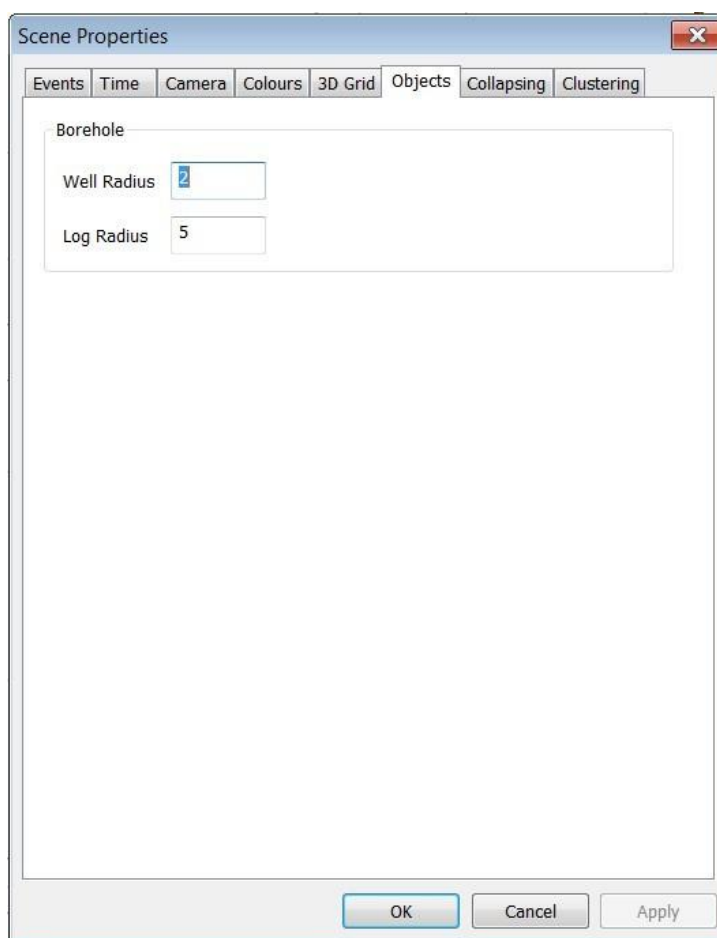 Scene Properties
Events Time Camera Colours 3D Grid Objects Collapsing Clustering
Borehole
Well Radius 2
Log Radius 5
OK Cancel Apply